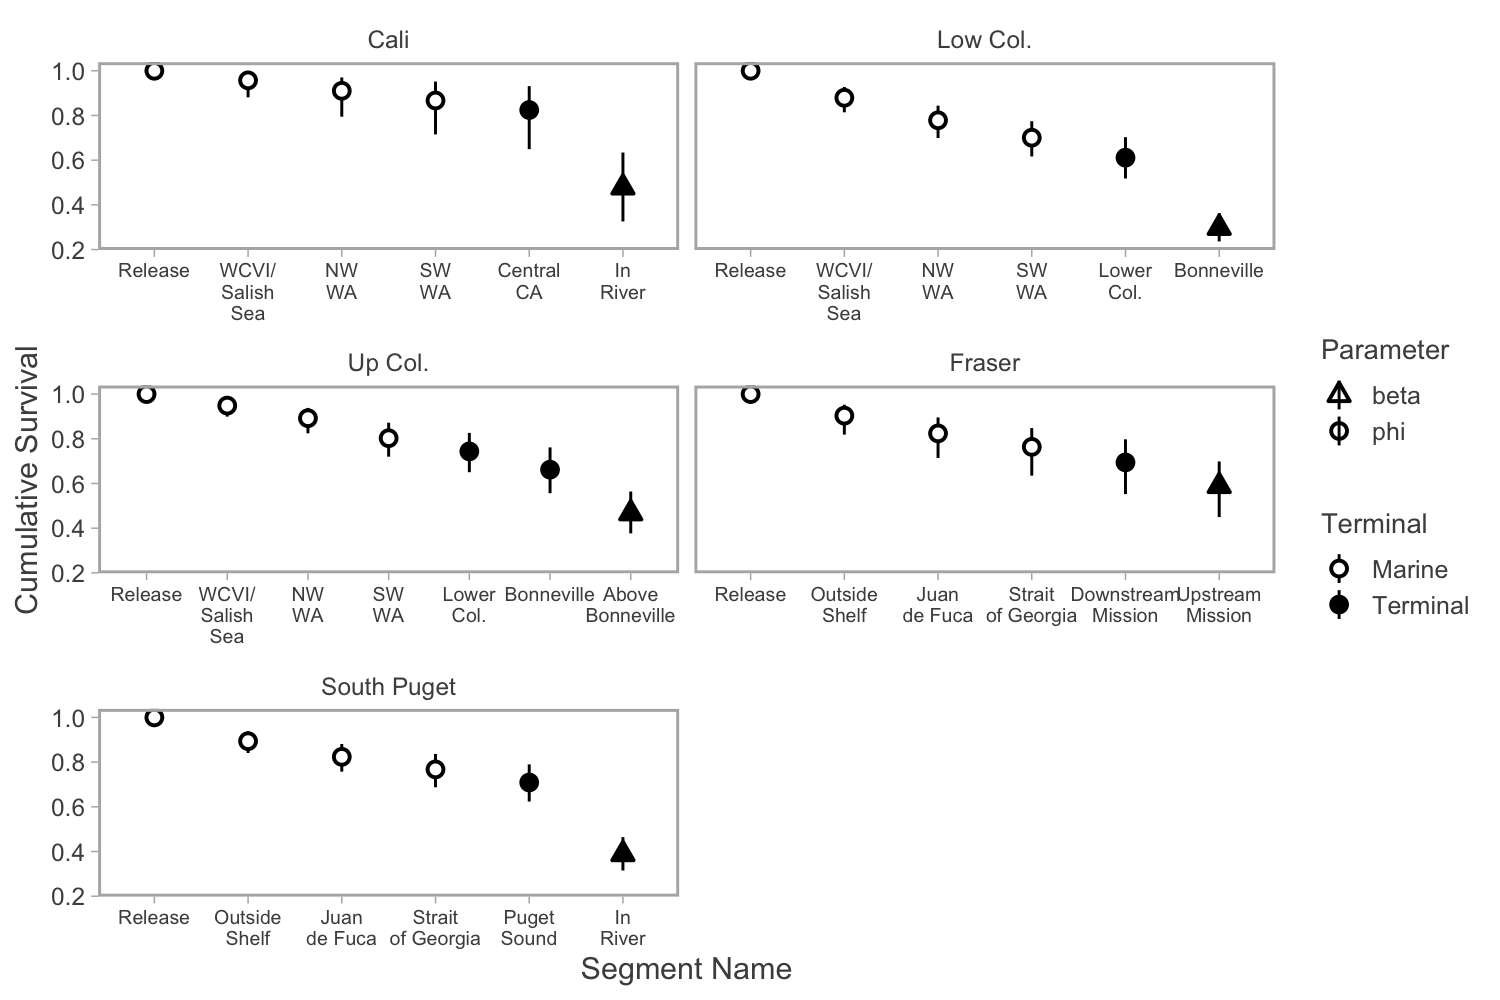 Cali
Low Col.
1.0
0.8
0.6
0.4
0.2
Release WCVI/ NW SW Central In
Salish WA WA CA River
Sea
Release WCVI/ NW SW Lower Bonneville
Salish WA WA Col.
Sea
Up Col.
Fraser
1.0
0.8
0.6
0.4
0.2
Release WCVI/ NW SW Lower Bonneville Above
Salish WA WA Col. Bonneville
Sea
Release Outside Juan Strait Downstream Upstream
Shelf de Fuca of Georgia Mission Mission
South Puget
1.0
0.8
0.6
0.4
0.2
Release Outside Juan Strait Puget In
Shelf de Fuca of Georgia Sound River
Cumulative Survival
Segment Name
Parameter
beta
phi
Terminal
Marine
Terminal